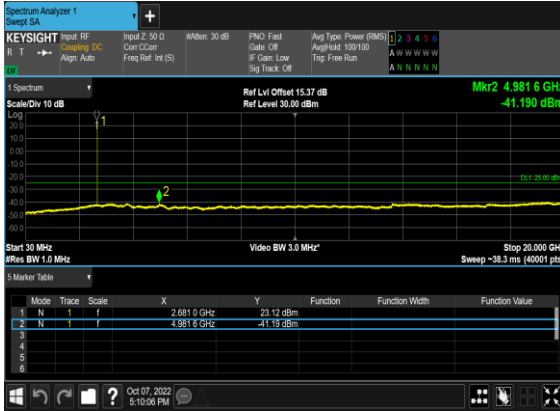 Spectrum Analyzer 1
Swept SA
+
KEYSIGHT Input: RF Input Z: 50 Ω #Atten: 30 dB PNO: Fast Avg Type: Power (RMS) 1 2 3 4 5 6
R T Coupling: DC Corr CCorr Gate: Off Avg|Hold: 100/100 A W W W W W
Align: Auto Freq Ref: Int (S) IF Gain: Low Trig: Free Run
Sig Track: Off A N N N N N
1 Spectrum
Scale/Div 10 dB
Ref Lvl Offset 15.37 dB
Ref Level 30.00 dBm
Mkr2 4.981 6 GHz
-41.190 dBm
Log
20.0
10.0
0.00
-10.0
-20.0
-30.0
-40.0
-50.0
-60.0
1
2
DL1 -25.00 dBm
Start 30 MHz Video BW 3.0 MHz* Stop 20.000 GHz
#Res BW 1.0 MHz Sweep ~38.3 ms (40001 pts)
5 Marker Table
Mode Trace Scale X Y Function Function Width Function Value
1 N 1 f 2.681 0 GHz 23.12 dBm
2 N 1 f 4.981 6 GHz -41.19 dBm
3
4
5
6
?
Oct 07, 2022
5:10:06 PM